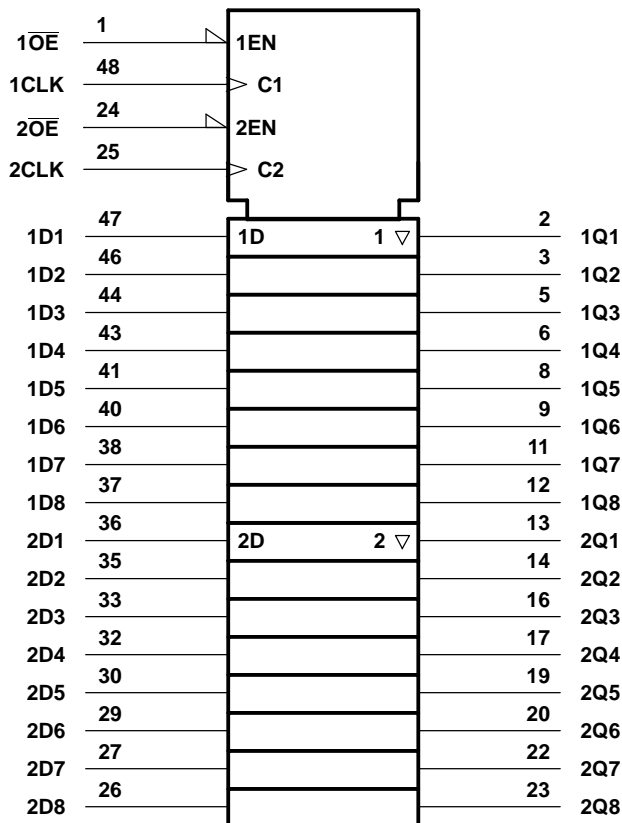 1O̅E̅ 1 1EN
1CLK 48 C1
2O̅E̅ 24 2EN
2CLK 25 C2
1D1 47 1D 1 ▽ 2 1Q1
1D2 46 3 1Q2
1D3 44 5 1Q3
1D4 43 6 1Q4
1D5 41 8 1Q5
1D6 40 9 1Q6
1D7 38 11 1Q7
1D8 37 12 1Q8
2D1 36 2D 2 ▽ 13 2Q1
2D2 35 14 2Q2
2D3 33 16 2Q3
2D4 32 17 2Q4
2D5 30 19 2Q5
2D6 29 20 2Q6
2D7 27 22 2Q7
2D8 26 23 2Q8